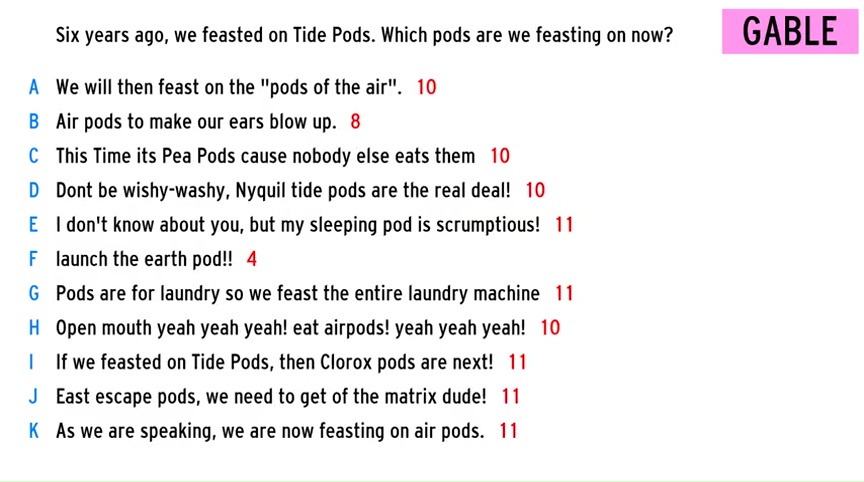 Six years ago, we feasted on Tide Pods. Which pods are we feasting on now?
GABLE
A We will then feast on the "pods of the air". 10
B Air pods to make our ears blow up. 8
C This Time its Pea Pods cause nobody else eats them 10
D Dont be wishy-washy, Nyquil tide pods are the real deal! 10
E I don't know about you, but my sleeping pod is scrumptious! 11
F launch the earth pod!! 4
G Pods are for laundry so we feast the entire laundry machine 11
H Open mouth yeah yeah yeah! eat airpods! yeah yeah yeah! 10
I If we feasted on Tide Pods, then Clorox pods are next! 11
J East escape pods, we need to get of the matrix dude! 11
K As we are speaking, we are now feasting on air pods. 11